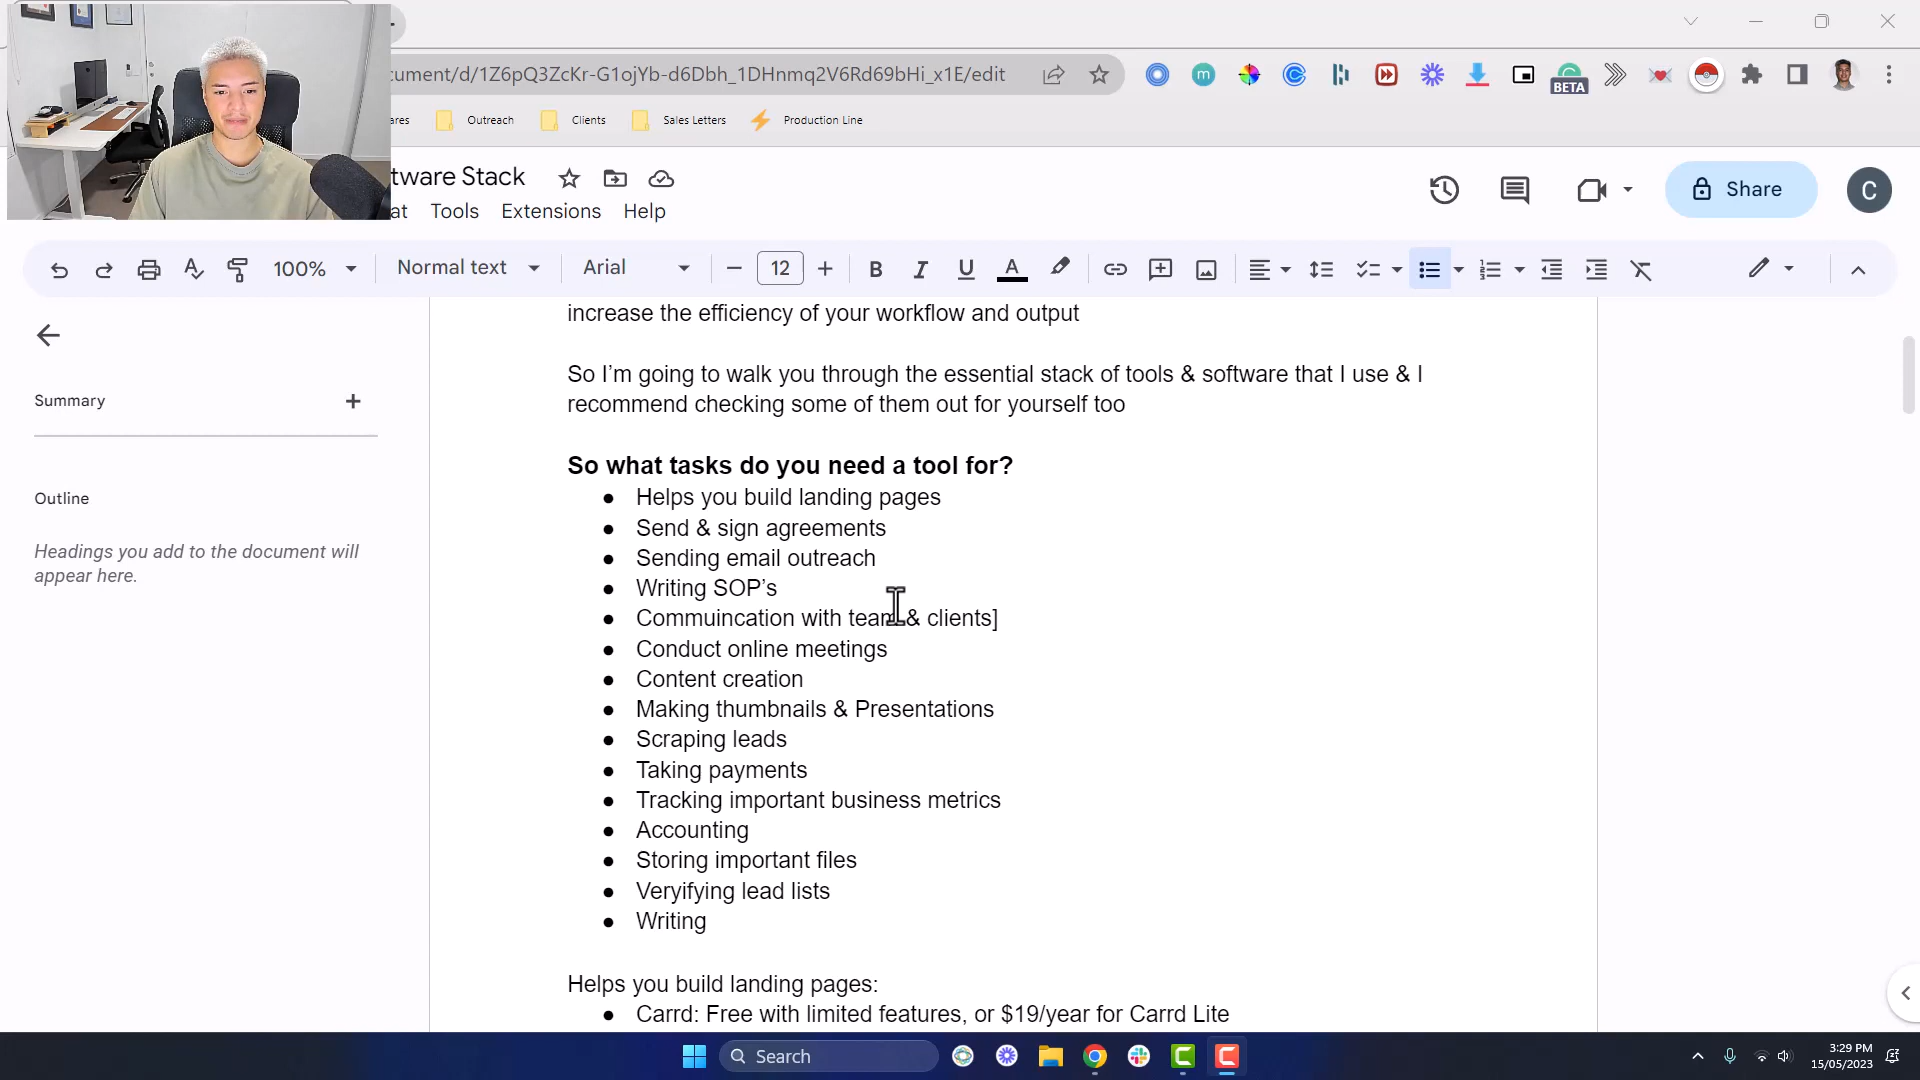 cument/d/1Z6pQ3ZcKr-G1ojYb-d6Dbh_1DHnmq2V6Rd69bHi_x1E/edit
BETA
ares
Outreach
Clients
Sales Letters
Production Line
tware Stack
Share
C
at
Tools
Extensions
Help
100%
Normal text
Arial
12
increase the efficiency of your workflow and output
Summary
So I’m going to walk you through the essential stack of tools & software that I use & I
recommend checking some of them out for yourself too
Outline
Headings you add to the document will
appear here.
So what tasks do you need a tool for?
● Helps you build landing pages
● Send & sign agreements
● Sending email outreach
● Writing SOP’s
● Commuincation with team & clients]
● Conduct online meetings
● Content creation
● Making thumbnails & Presentations
● Scraping leads
● Taking payments
● Tracking important business metrics
● Accounting
● Storing important files
● Veryifying lead lists
● Writing
Helps you build landing pages:
● Carrd: Free with limited features, or $19/year for Carrd Lite
Search
3:29 PM
15/05/2023